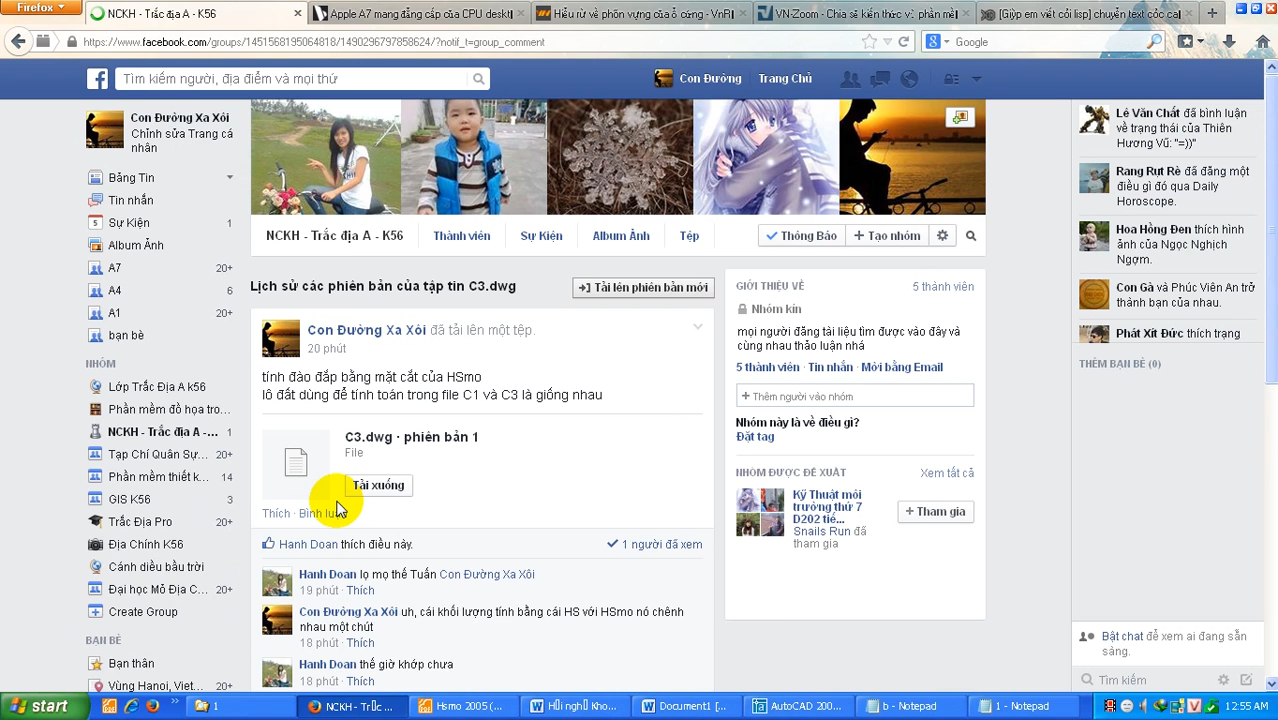 Firefox
NCKH - Trắc địa A - K56
Apple A7 mang đẳng cấp của CPU deskt
Hiểu rõ về phân vùng của ổ cứng, - VnR
VN-Zoom - Chia sẻ kiến thức về phần mề
https://www.facebook.com/groups/1451568195064818/1490296797858624/?notif_t=group_comment
Google
Tìm kiếm người, địa điểm và mọi thứ
Con Đường
Trang Chủ
Con Đường Xa Xôi
Chỉnh sửa Trang cá
nhân
Bảng Tin
Tin nhắn
Sự Kiện 1
Album Ảnh
A7 20+
A4 6
A1 20+
bạn bè
NHÓM
Lớp Trắc Địa A k56
Phần mềm đồ họa tro...
NCKH - Trắc địa A -... 1
Tạp Chí Quân Sự... 20+
Phần mềm thiết k... 14
GIS K56 3
Trắc Địa Pro 20+
Địa Chính K56
Cánh diều bầu trời
Đại học Mỏ Địa C... 20+
Create Group
BẠN BÈ
Bạn thân
Vùng Hanoi, Viet... 20+
NCKH - Trắc địa A - K56
Thành viên
Sự Kiện
Album Ảnh
Tệp
Thông Báo
+ Tạo nhóm
Lịch sử các phiên bản của tập tin C3.dwg
Tải lên phiên bản mới
Con Đường Xa Xôi đã tải lên một tệp.
20 phút
tính đào đắp bằng mặt cắt của HSmo
lô đất dùng để tính toán trong file C1 và C3 là giống nhau
C3.dwg · phiên bản 1
File
Tải xuống
Thích · Bình luận
Hanh Doan thích điều này.
1 người đã xem
Hanh Doan lọ mọ thế Tuấn Con Đường Xa Xôi
19 phút · Thích
Con Đường Xa Xôi uh, cái khối lượng tính bằng cái HS với HSmo nó chênh
nhau một chút
18 phút · Thích
Hanh Doan thế giờ khớp chưa
18 phút · Thích
GIỚI THIỆU VỀ
5 thành viên
Nhóm kín
mọi người đăng tài liệu tìm được vào đây và
cùng nhau thảo luận nhá
5 thành viên · Tin nhắn · Mời bằng Email
+ Thêm người vào nhóm
Nhóm này là về điều gì?
Đặt tag
NHÓM ĐƯỢC ĐỀ XUẤT
Xem tất cả
Kỹ Thuật môi
trường thứ 7
D202 tiế...
Snails Run đã
tham gia
+ Tham gia
Lê Văn Chất đã bình luận
về trạng thái của Thiên
Hương Vũ: "=))"
Rang Rụt Rè đã đăng một
điều gì đó qua Daily
Horoscope.
Hoa Hồng Đen thích hình
ảnh của Ngọc Nghịch
Ngợm.
Con Gà và Phúc Viên An trở
thành bạn của nhau.
Phát Xít Đức thích trạng
THÊM BẠN BÈ (0)
Bật chat để xem ai đang sẵn
sàng.
Tìm kiếm
start
1
NCKH - Tr
Hsmo 2005 (...
Document1 [...
AutoCAD 200...
b - Notepad
1 - Notepad
12:55 AM